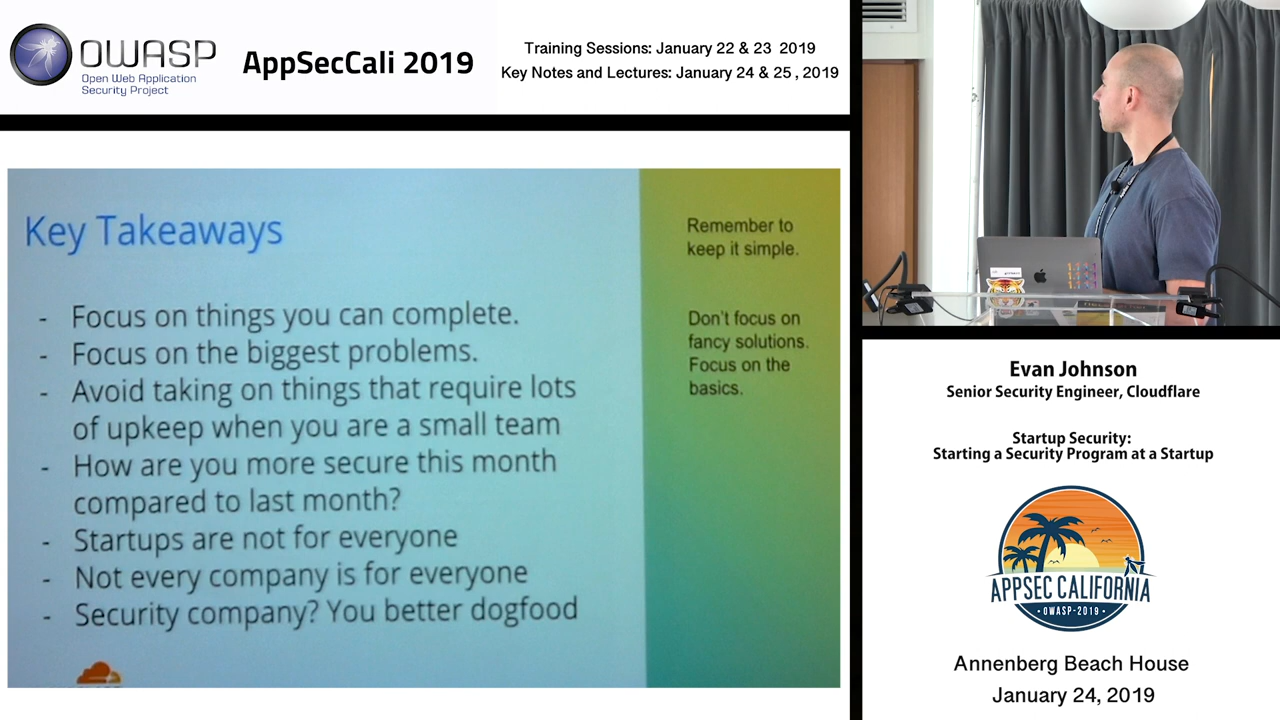 OWASP
Open Web Application
Security Project
AppSecCali 2019
Training Sessions: January 22 & 23 2019
Key Notes and Lectures: January 24 & 25 , 2019
Key Takeaways
- Focus on things you can complete.
- Focus on the biggest problems.
- Avoid taking on things that require lots
of upkeep when you are a small team
- How are you more secure this month
compared to last month?
- Startups are not for everyone
- Not every company is for everyone
- Security company? You better dogfood
Remember to
keep it simple.
Don't focus on
fancy solutions.
Focus on the
basics.
Evan Johnson
Senior Security Engineer, Cloudflare
Startup Security:
Starting a Security Program at a Startup
APPSEC CALIFORNIA
OWASP-2019
Annenberg Beach House
January 24, 2019